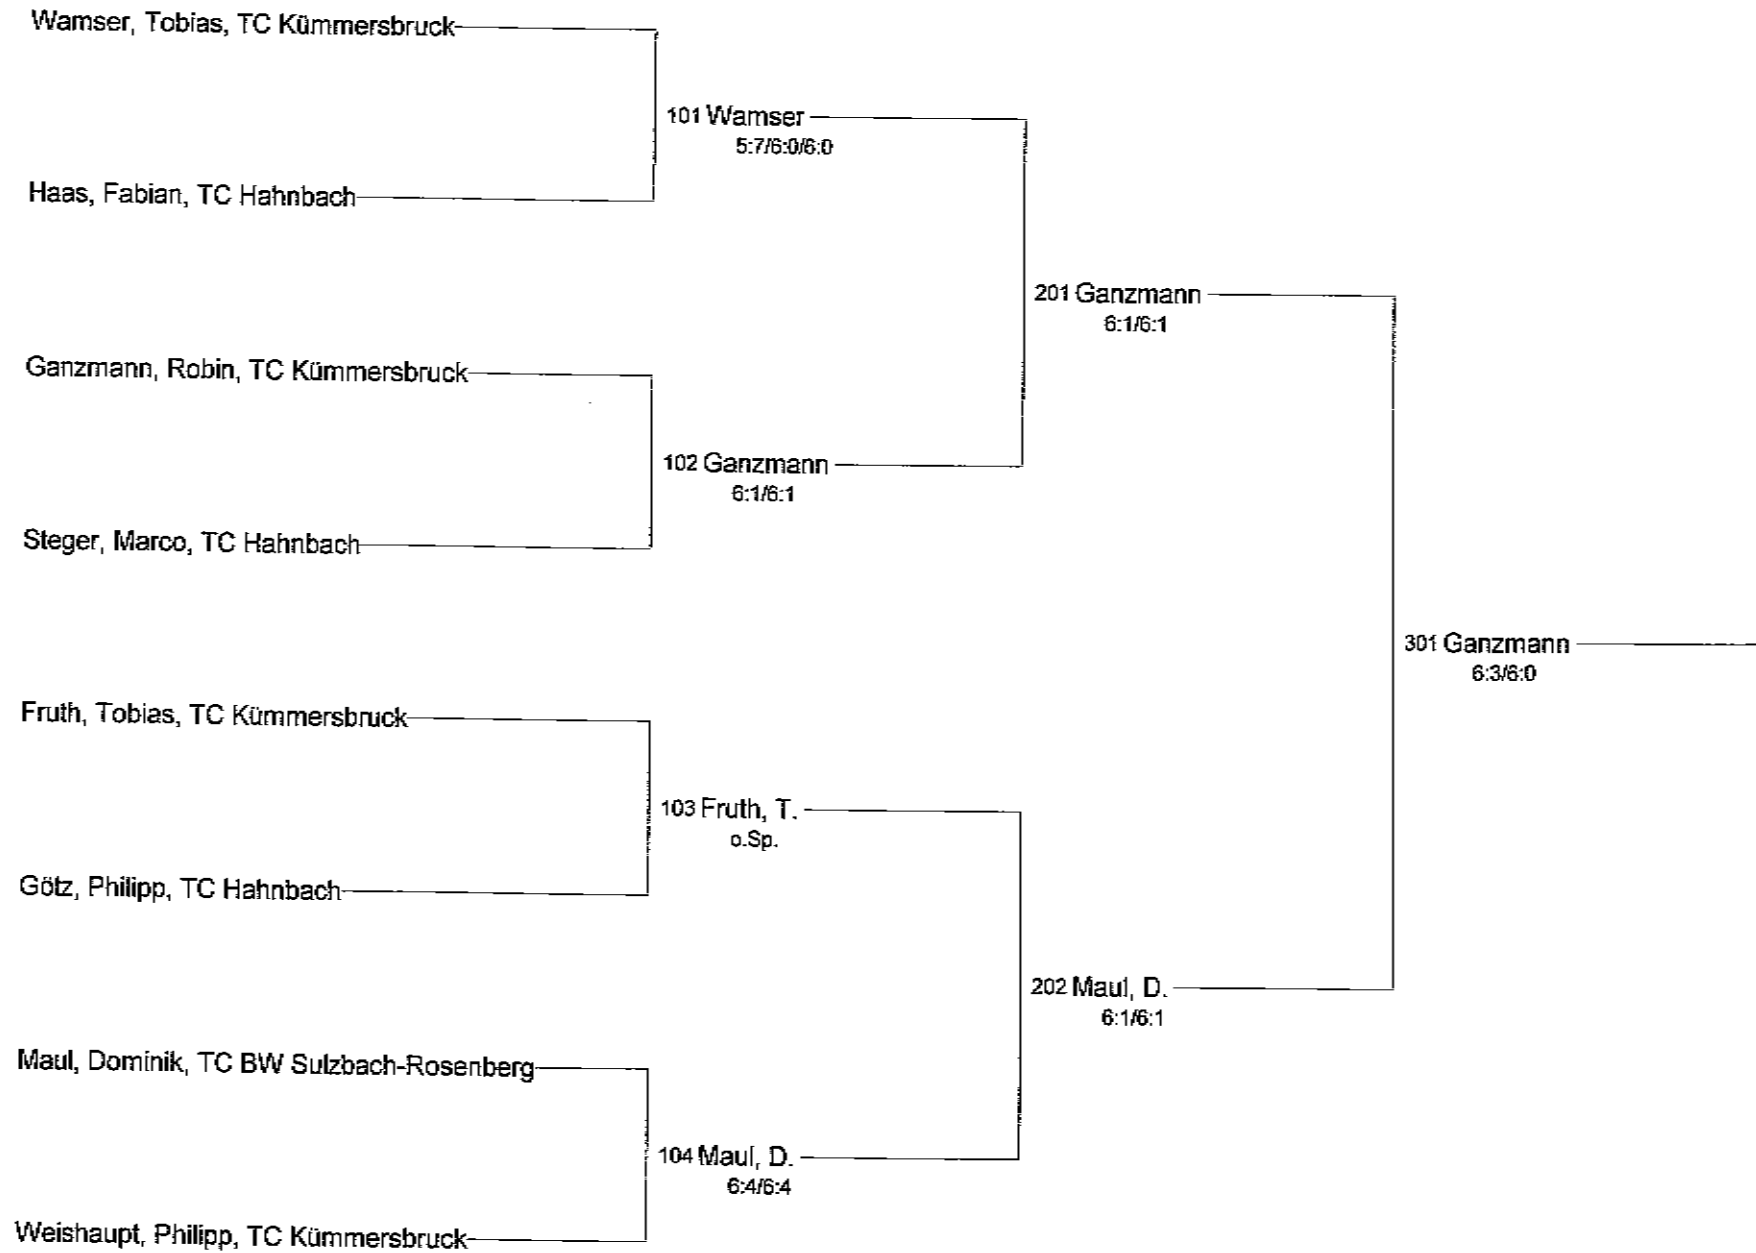 Wamser, Tobias, TC Kümmersbruck
101 Wamser
5:7/6:0/6:0
Haas, Fabian, TC Hahnbach
201 Ganzmann
6:1/6:1
Ganzmann, Robin, TC Kümmersbruck
102 Ganzmann
6:1/6:1
Steger, Marco, TC Hahnbach
301 Ganzmann
6:3/6:0
Fruth, Tobias, TC Kümmersbruck
103 Fruth, T.
o.Sp.
Götz, Philipp, TC Hahnbach
202 Maul, D.
6:1/6:1
Maul, Dominik, TC BW Sulzbach-Rosenberg
104 Maul, D.
6:4/6:4
Weishaupt, Philipp, TC Kümmersbruck